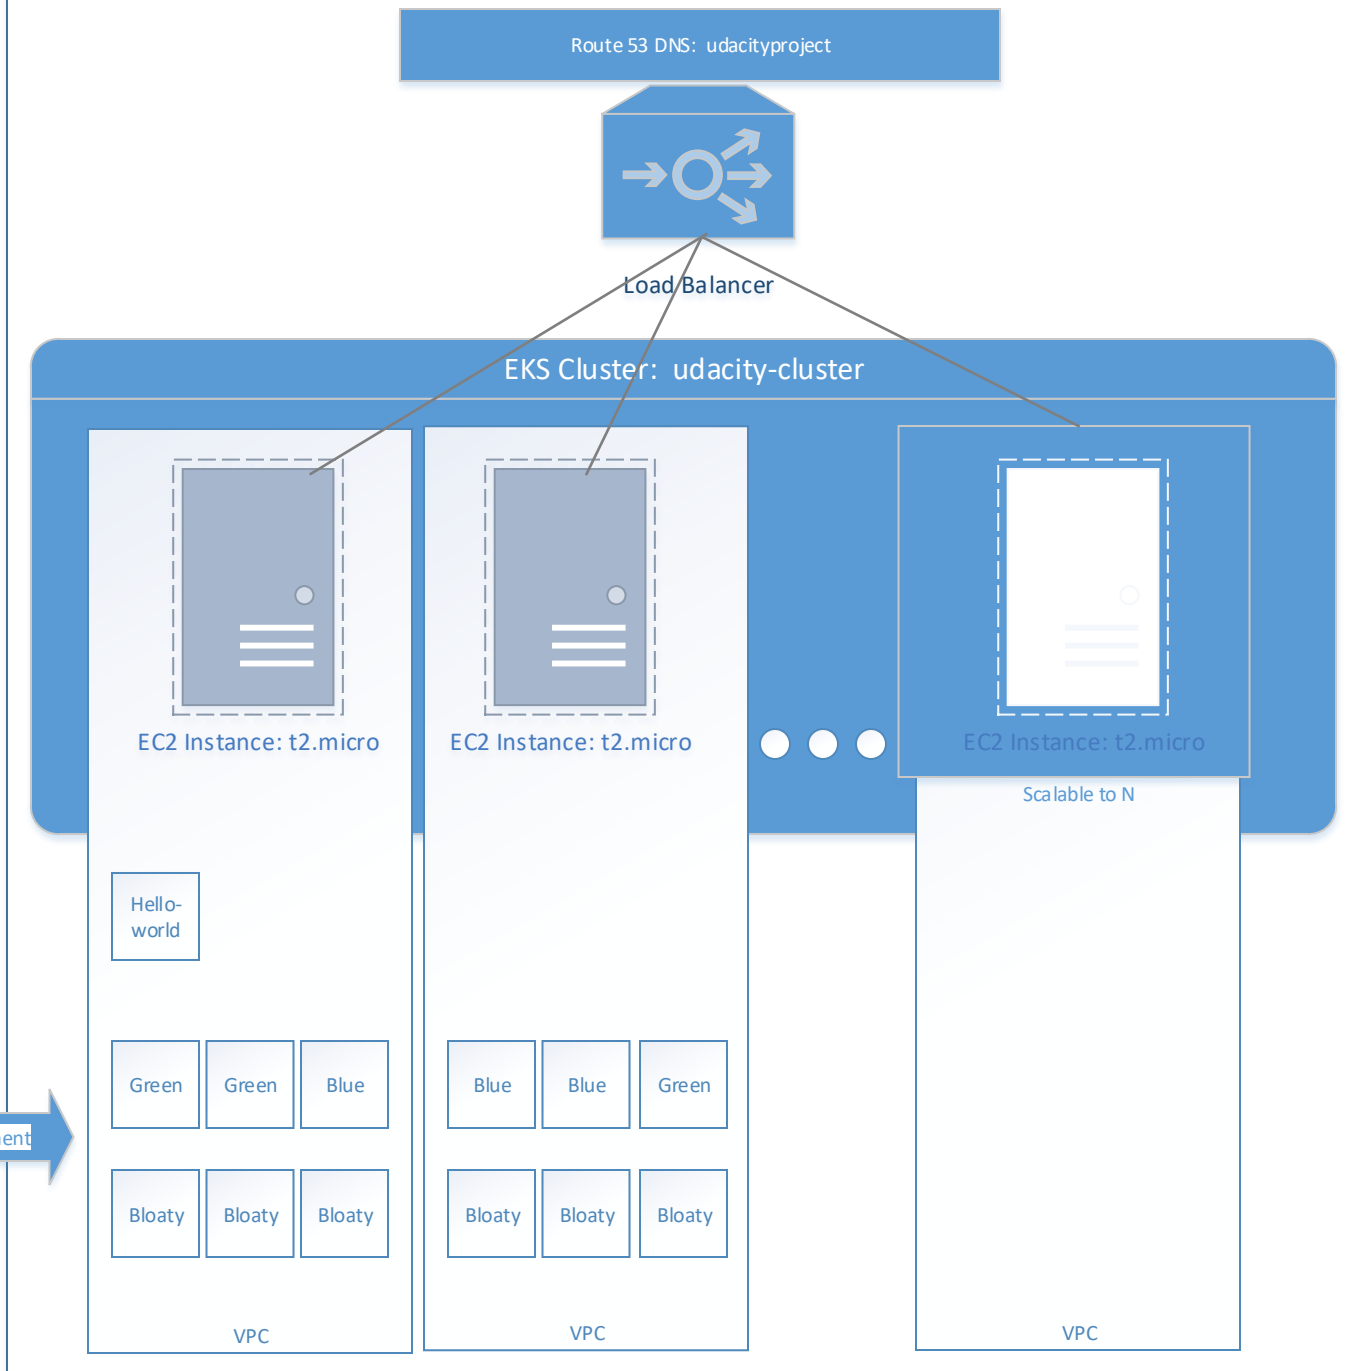 Route 53 DNS: udacityproject
Load Balancer
EKS Cluster: udacity-cluster
EC2 Instance: t2.micro
EC2 Instance: t2.micro
EC2 Instance: t2.micro
Scalable to N
Hello-
world
Green
Green
Blue
Blue
Blue
Green
Bloaty
Bloaty
Bloaty
Bloaty
Bloaty
Bloaty
VPC
VPC
VPC